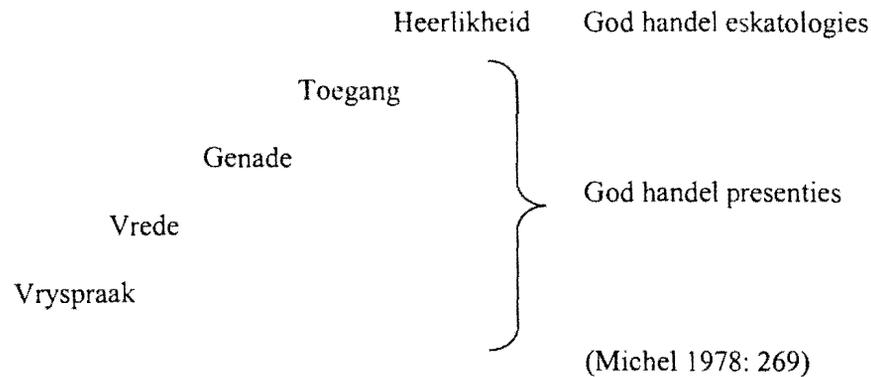 Heerlikheid God handel eskatologies
Toegang
Genade
God handel presenties
Vrede
Vryspraak
(Michel 1978: 269)